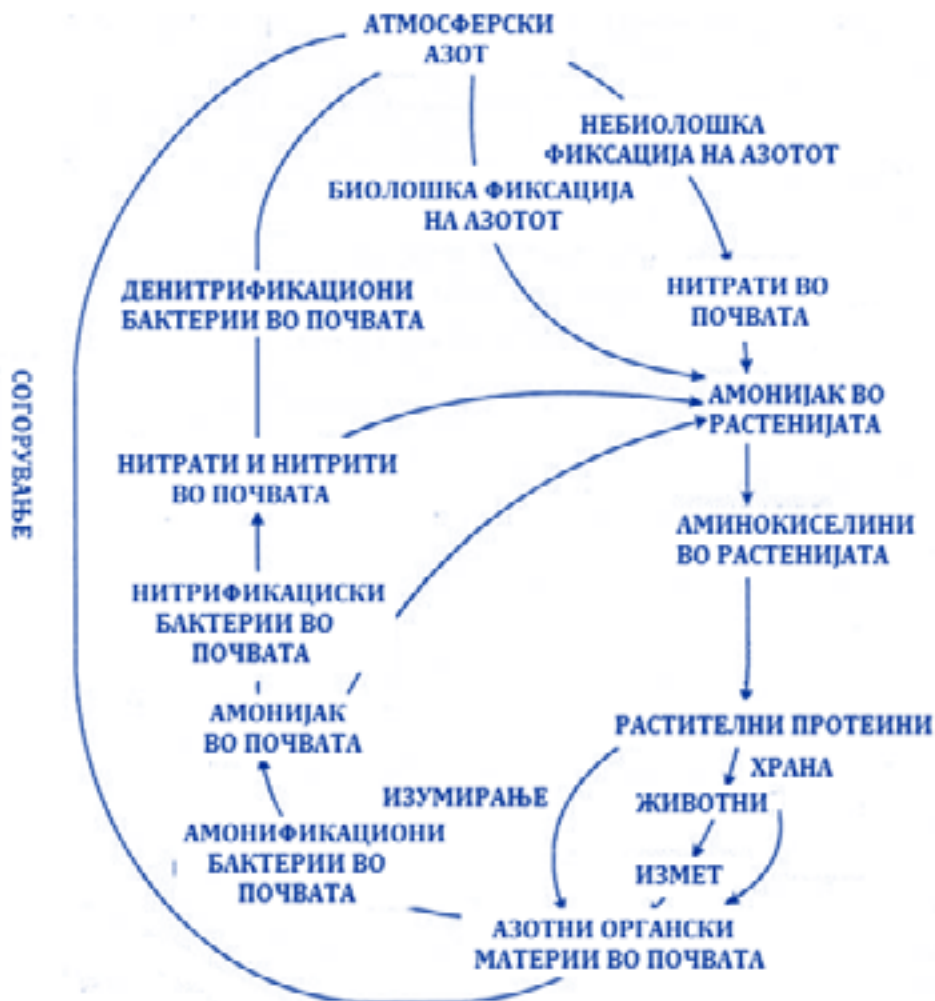 АТМОСФЕРСКИ
АЗОТ
НЕБИОЛОШКА
ФИКСАЦИЈА НА АЗОТОТ
БИОЛОШКА ФИКСАЦИЈА
НА АЗОТОТ
ДЕНИТРИФИКАЦИОНИ
БАКТЕРИИ ВО ПОЧВАТА
НИТРАТИ ВО
ПОЧВАТА
СОГОРУВАЊЕ
АМОНИЈАК ВО
РАСТЕНИЈАТА
НИТРАТИ И НИТРИТИ
ВО ПОЧВАТА
АМИНОКИСЕЛИНИ
ВО РАСТЕНИЈАТА
НИТРИФИКАЦИСКИ
БАКТЕРИИ ВО
ПОЧВАТА
АМОНИЈАК
ВО ПОЧВАТА
РАСТИТЕЛНИ ПРОТЕИНИ
ХРАНА
ИЗУМИРАЊЕ
ЖИВОТНИ
АМОНИФИКАЦИОНИ
БАКТЕРИИ ВО
ПОЧВАТА
ИЗМЕТ
АЗОТНИ ОРГАНСКИ
МАТЕРИИ ВО ПОЧВАТА